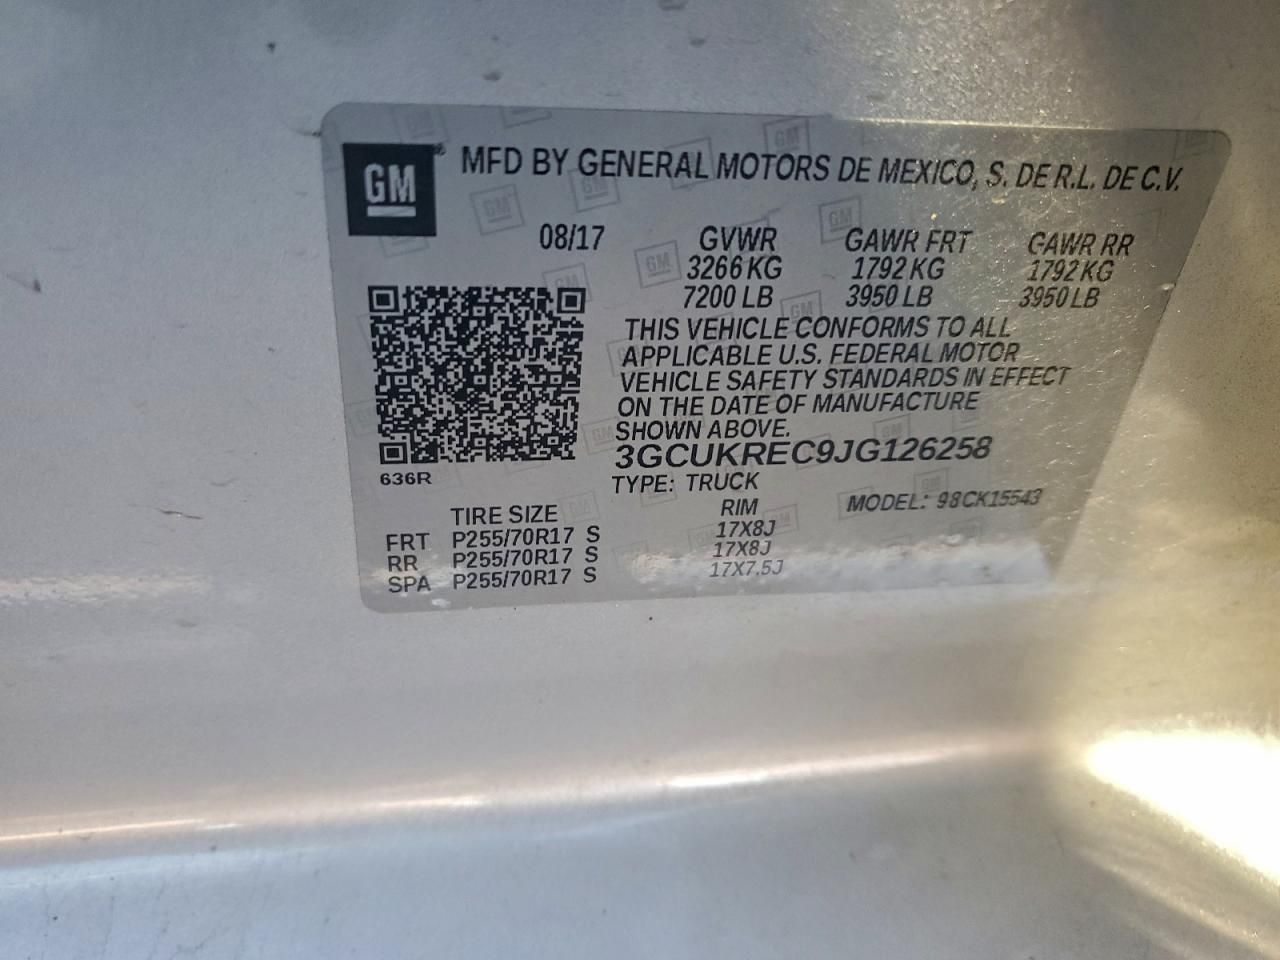 GM® MFD BY GENERAL MOTORS DE MEXICO, S. DE R.L. DE C.V.
08/17 GVWR GAWR FRT GAWR RR
3266 KG 1792 KG 1792 KG
7200 LB 3950 LB 3950 LB
THIS VEHICLE CONFORMS TO ALL
APPLICABLE U.S. FEDERAL MOTOR
VEHICLE SAFETY STANDARDS IN EFFECT
ON THE DATE OF MANUFACTURE
SHOWN ABOVE.
3GCUKREC9JG126258
636R
TYPE: TRUCK MODEL: 98CK15543
TIRE SIZE RIM
FRT P255/70R17 S 17X8J
RR P255/70R17 S 17X8J
SPA P255/70R17 S 17X7.5J